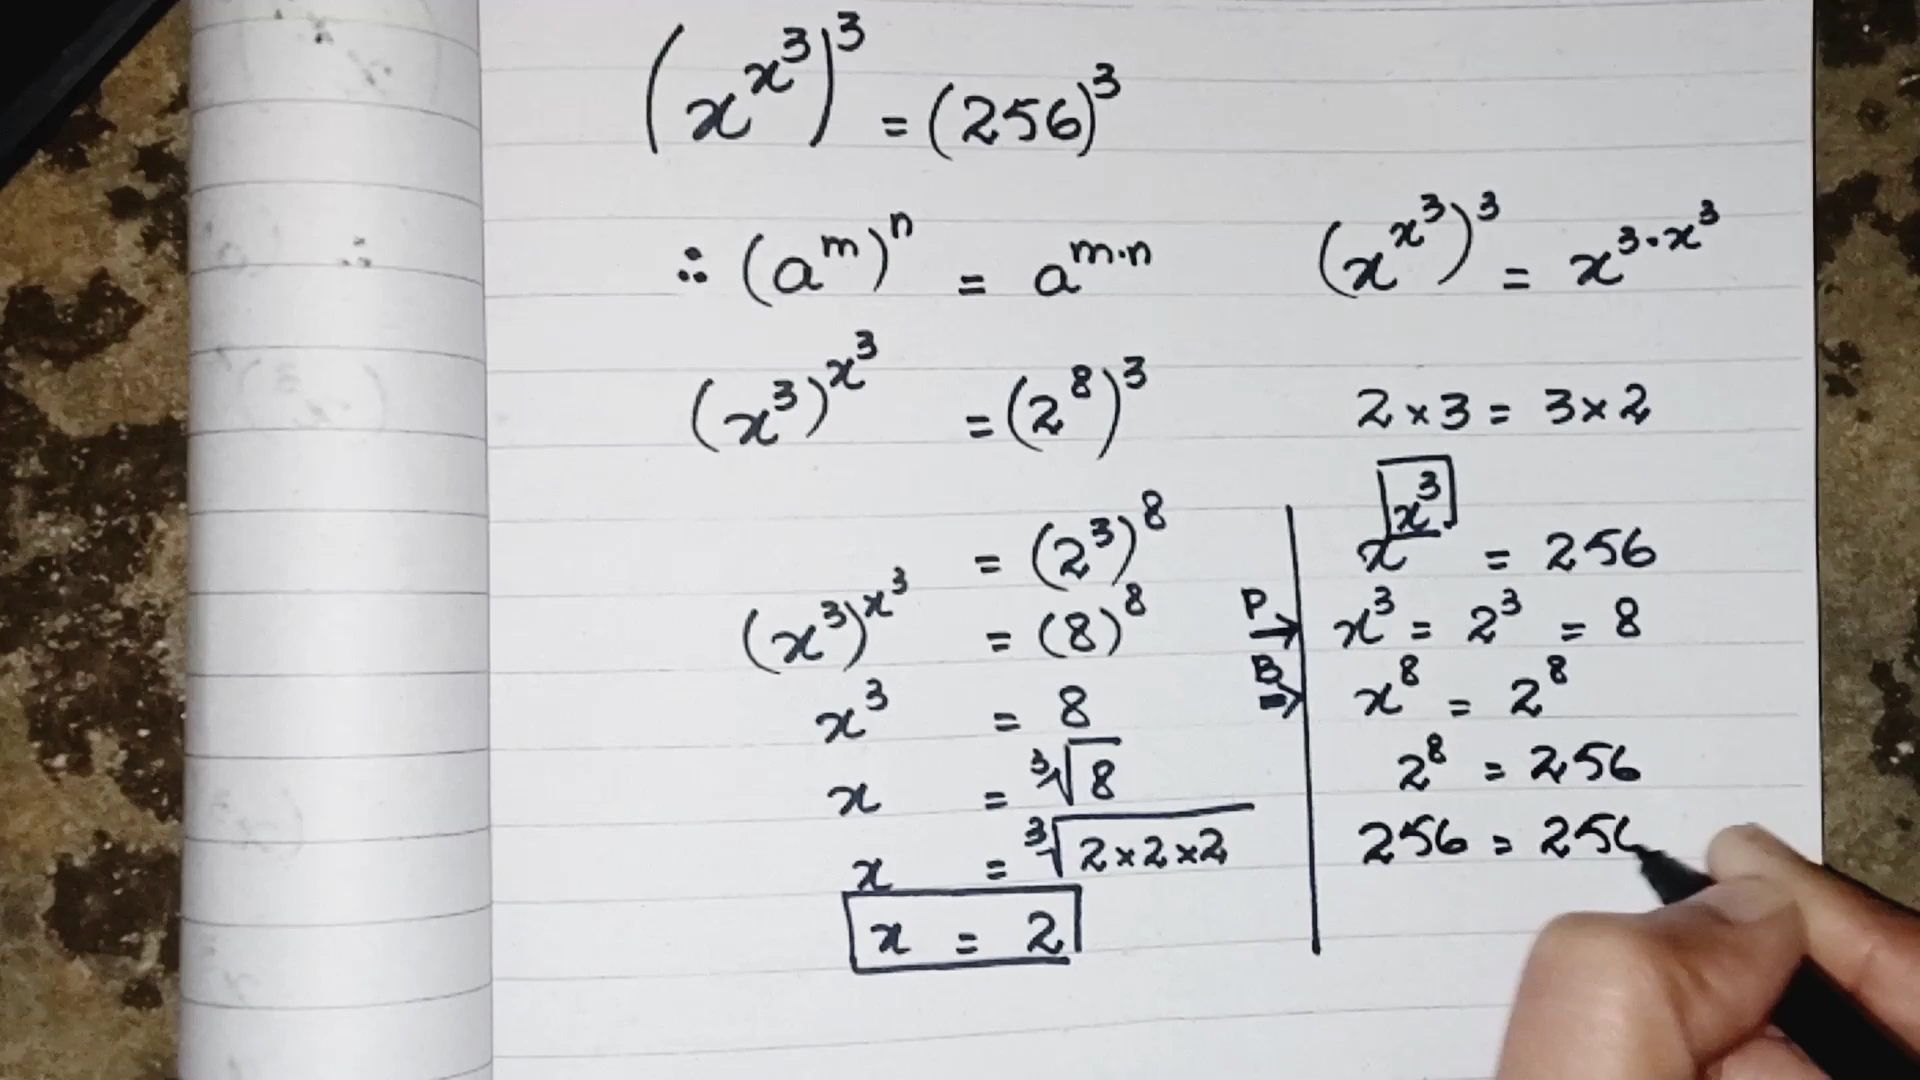 (x^x^3)^3 = (256)^3
∴ (a^m)^n = a^m·n
(x^x^3)^3 = x^3·x^3
(x^3)^x^3 = (2^8)^3
2 × 3 = 3 × 2
= (2^3)^8
(x^3)^x^3 = (8)^8
x^3 = 8
x = ∛8
x = ∛2×2×2
x = 2
x^x^3 = 256
P → x^3 = 2^3 = 8
B → x^8 = 2^8
2^8 = 256
256 = 256